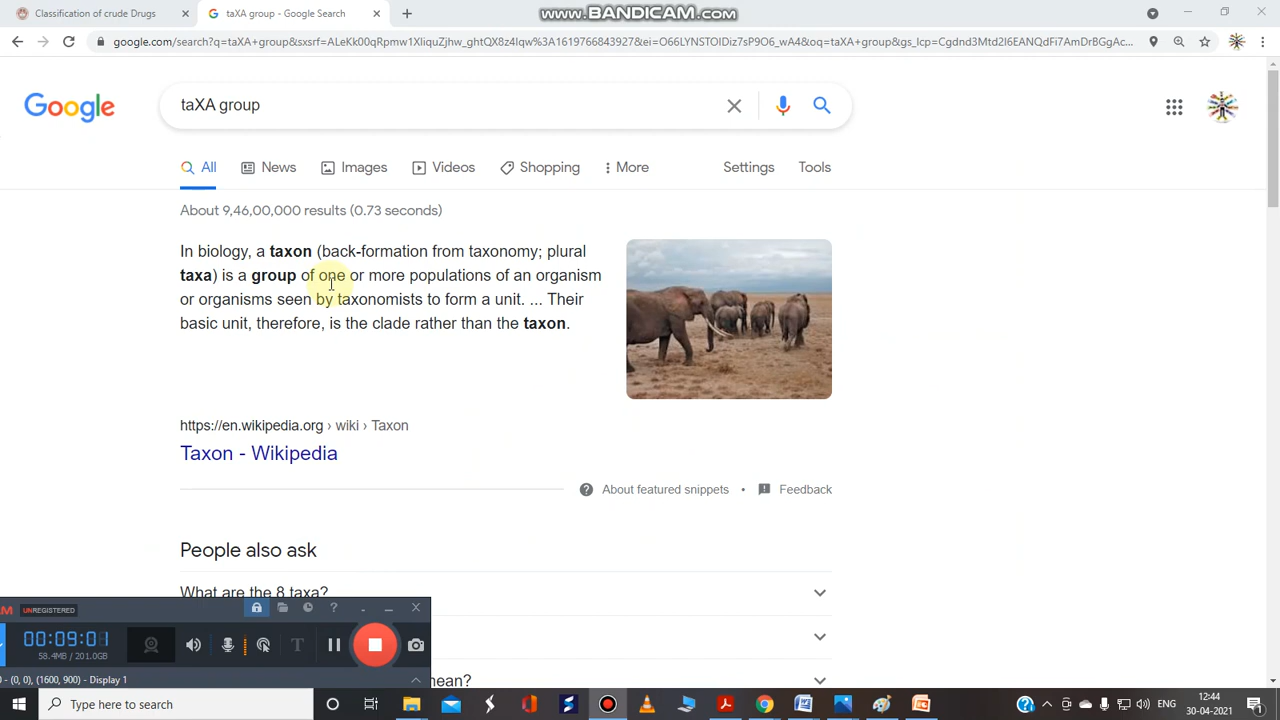 Classification of crude Drugs
taXA group - Google Search
www.BANDICAM.com
google.com/search?q=taXA+group&sxsrf=ALeKk00qRpmw1XliquZjhw_ghtQX8z4Iqw%3A1619766843927&ei=O66LYNSTOIDiz7sP9O6_wA4&oq=taXA+group&gs_lcp=Cgdnd3Mtd2l6EANQdFi7AmDrBGgAc...
Google
taXA group
All
News
Images
Videos
Shopping
More
Settings
Tools
About 9,46,00,000 results (0.73 seconds)
In biology, a taxon (back-formation from taxonomy; plural
taxa) is a group of one or more populations of an organism
or organisms seen by taxonomists to form a unit. ... Their
basic unit, therefore, is the clade rather than the taxon.
https://en.wikipedia.org › wiki › Taxon
Taxon - Wikipedia
About featured snippets
Feedback
People also ask
What are the 8 taxa?
AM UNREGISTERED
00:09:01
58.4MB / 201.0GB
- (0, 0), (1600, 900) - Display 1
nean?
Type here to search
ENG
12:44
30-04-2021